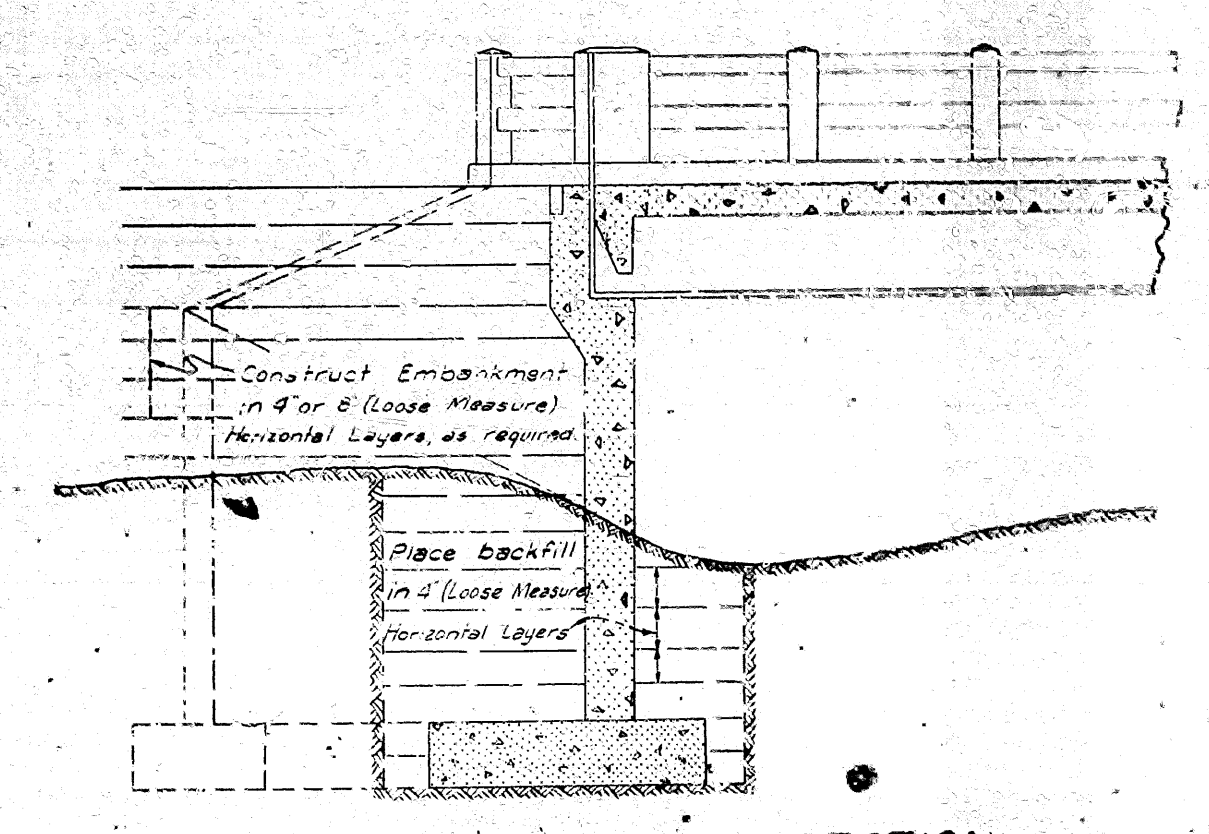 Construct Embankment
in 4" or 8" (Loose Measure)
Horizontal Layers, as required.
Place backfill
in 4" (Loose Measure)
Horizontal Layers